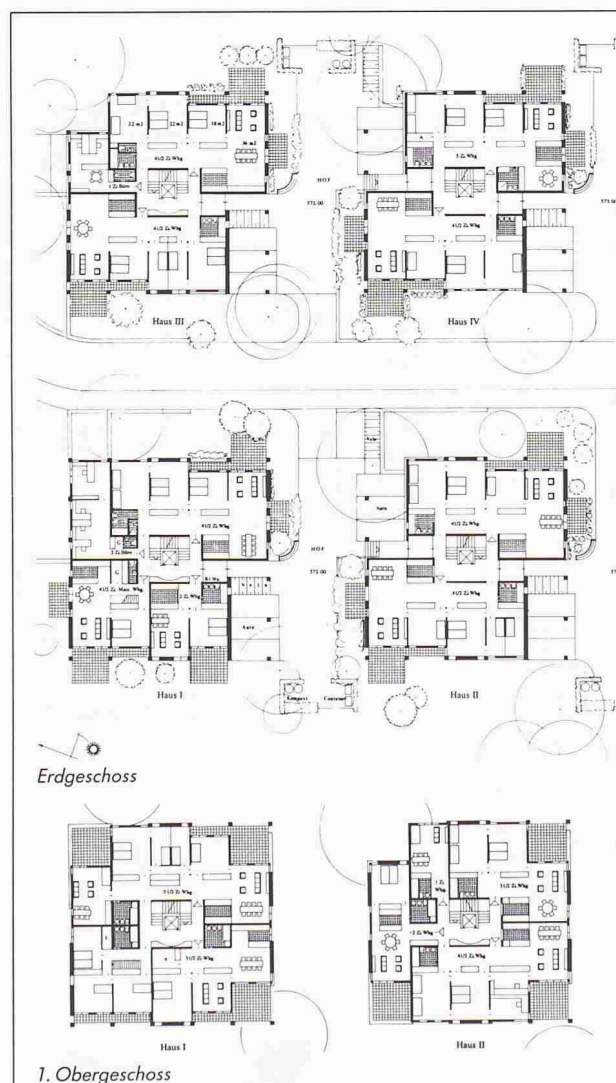 22 m2 22 m2 18 m2
36 m2
4 1/2 Zi. Whg
1 Zi. Büro
4 1/2 Zi. Whg
HOF
572.00
5 Zi. Whg
4 1/2 Zi. Whg
571.00
Haus III
Haus IV
4 1/2 Zi. Whg
G
2 Zi. Büro
G
4 1/2 Zi. Mais. Whg
2 Zi. Whg
Auto
HOF
572.00
Auto
Auto
4 1/2 Zi. Whg
4 1/2 Zi. Whg
Kompost Container
Haus I
Haus II
Erdgeschoss
5 1/2 Zi. Whg
3 1/2 Zi. Whg
1 Zi. Whg.
3 1/2 Zi. Whg
2 Zi. Whg
4 1/2 Zi. Whg
Haus I
Haus II
1. Obergeschoss